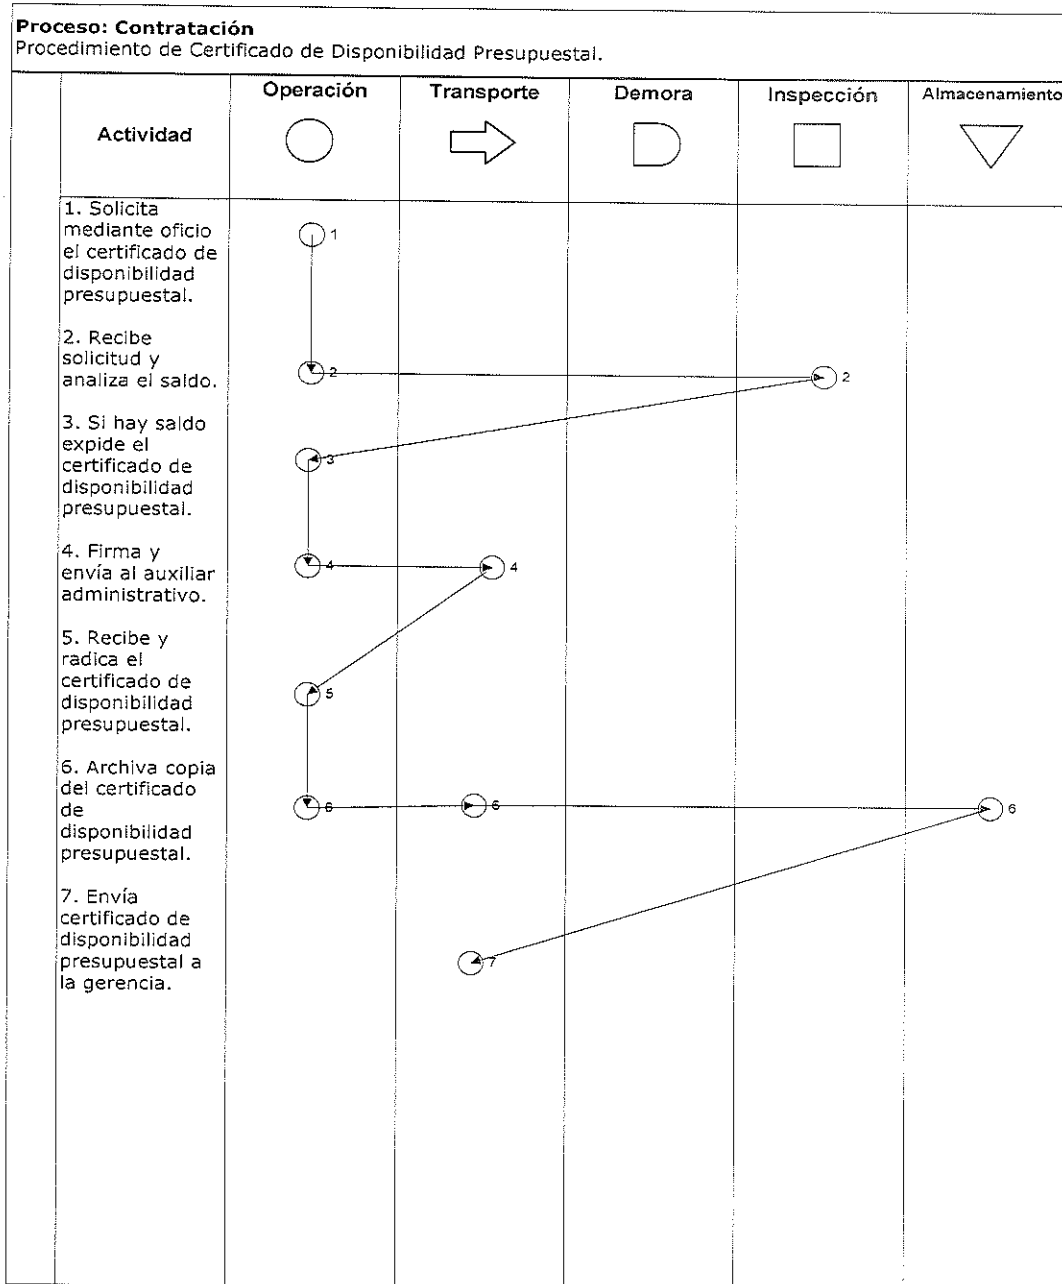 Proceso: Contratación
Procedimiento de Certificado de Disponibilidad Presupuestal.
Actividad
Operación
Transporte
Demora
Inspección
Almacenamiento
1. Solicita
mediante oficio
el certificado de
disponibilidad
presupuestal.
1
2. Recibe
solicitud y
analiza el saldo.
2
2
3. Si hay saldo
expide el
certificado de
disponibilidad
presupuestal.
3
4. Firma y
envía al auxiliar
administrativo.
4
4
5. Recibe y
radica el
certificado de
disponibilidad
presupuestal.
5
6. Archiva copia
del certificado
de
disponibilidad
presupuestal.
6
6
6
7. Envía
certificado de
disponibilidad
presupuestal a
la gerencia.
7